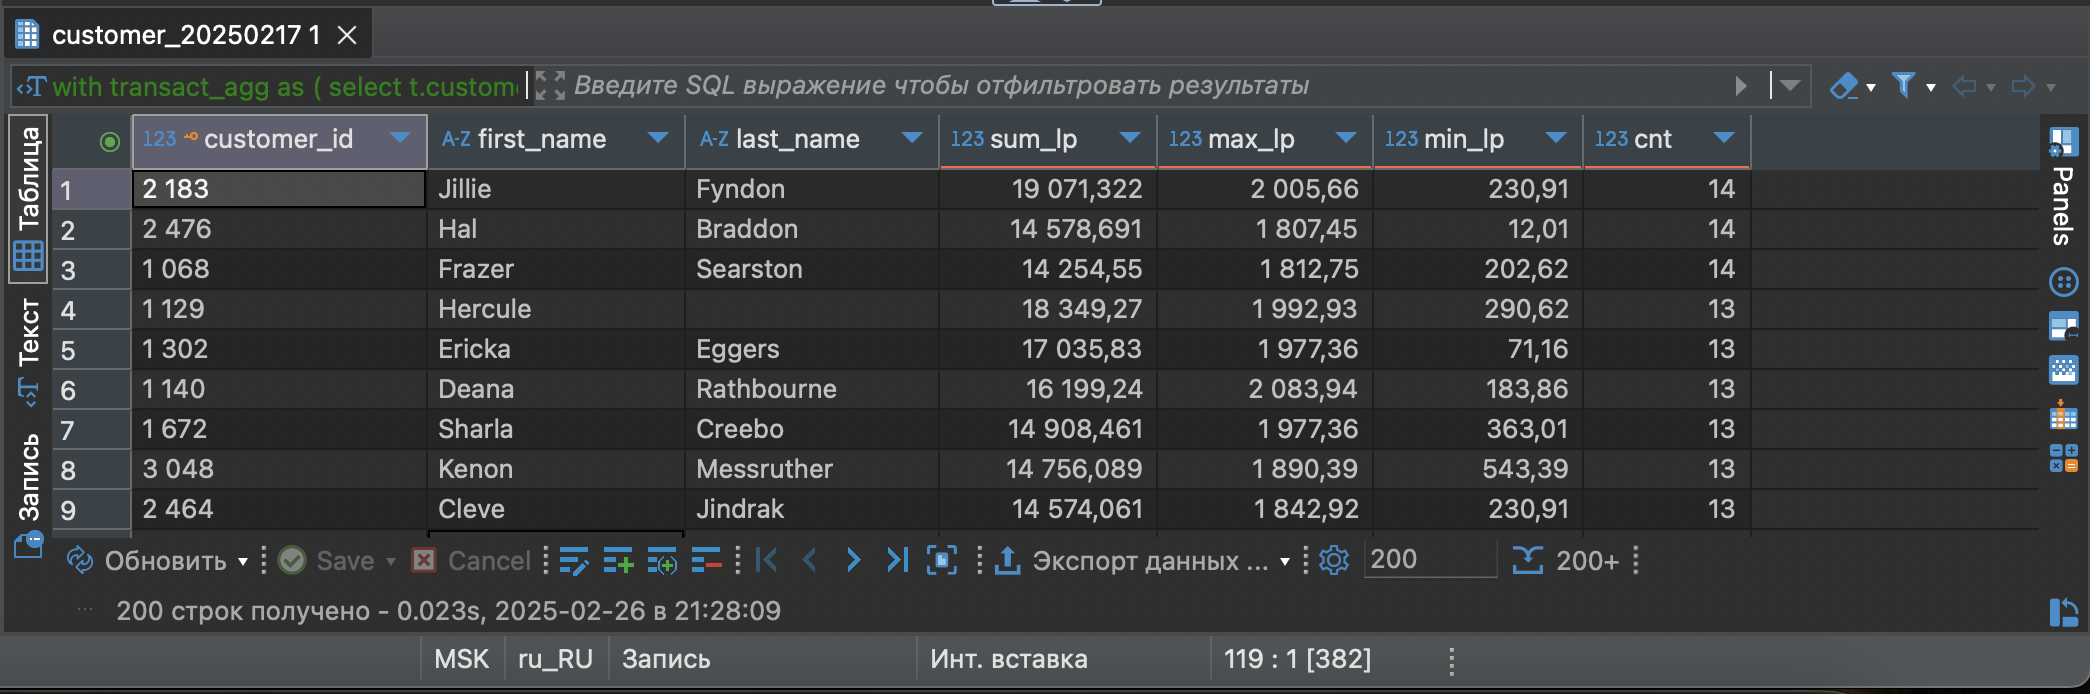 customer_20250217 1
with transact_agg as ( select t.custom
Введите SQL выражение чтобы отфильтровать результаты
Таблица
Текст
Запись
123 customer_id A-Z first_name A-Z last_name 123 sum_lp 123 max_lp 123 min_lp 123 cnt
1 2 183 Jillie Fyndon 19 071,322 2 005,66 230,91 14
2 2 476 Hal Braddon 14 578,691 1 807,45 12,01 14
3 1 068 Frazer Searston 14 254,55 1 812,75 202,62 14
4 1 129 Hercule 18 349,27 1 992,93 290,62 13
5 1 302 Ericka Eggers 17 035,83 1 977,36 71,16 13
6 1 140 Deana Rathbourne 16 199,24 2 083,94 183,86 13
7 1 672 Sharla Creebo 14 908,461 1 977,36 363,01 13
8 3 048 Kenon Messruther 14 756,089 1 890,39 543,39 13
9 2 464 Cleve Jindrak 14 574,061 1 842,92 230,91 13
Panels
Обновить Save Cancel Экспорт данных ... 200 200+
200 строк получено - 0.023s, 2025-02-26 в 21:28:09
MSK ru_RU Запись Инт. вставка 119 : 1 [382]